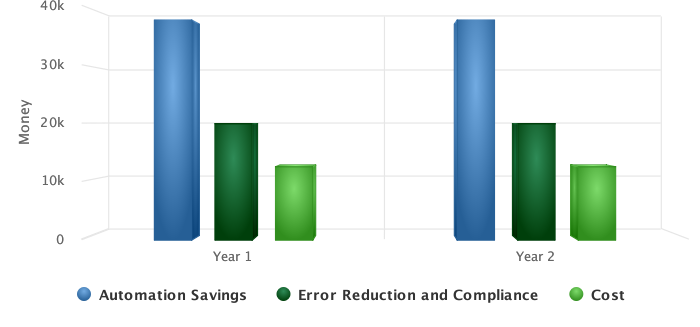 40k
30k
20k
10k
0
Money
Year 1
Year 2
Automation Savings
Error Reduction and Compliance
Cost